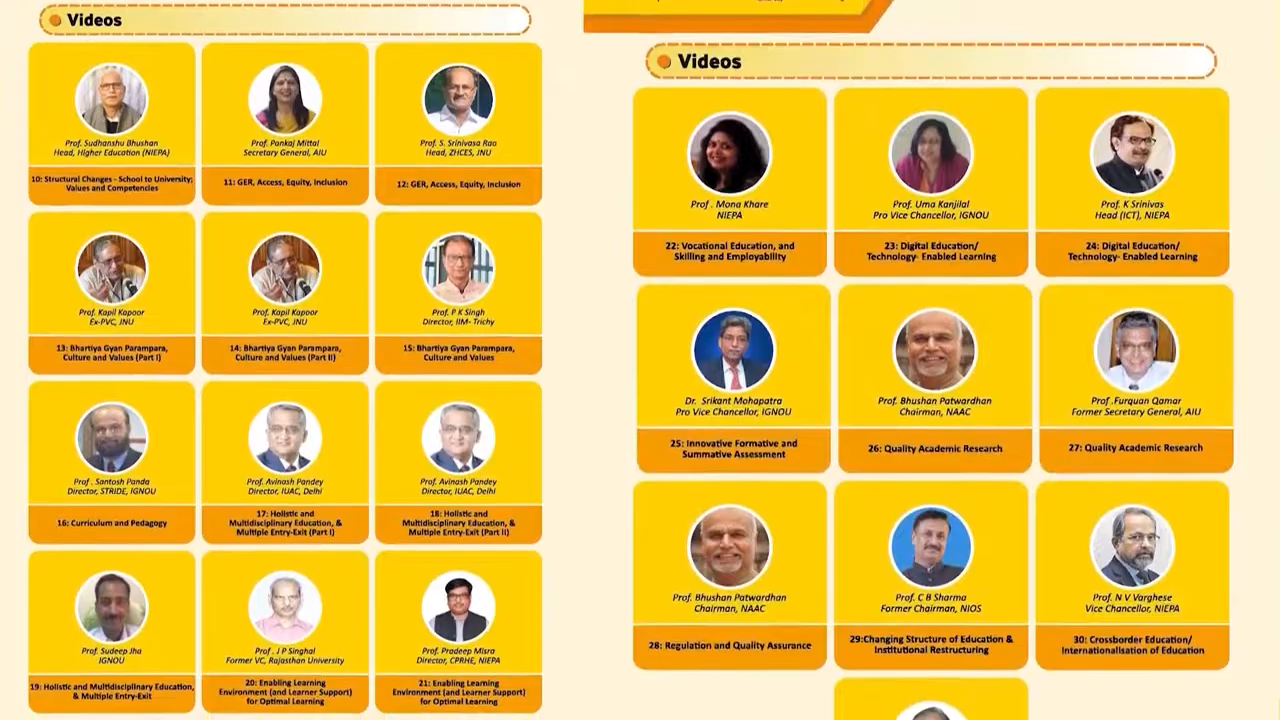 Videos
Prof. Sudhanshu Bhushan
Head, Higher Education (NIEPA)
10: Structural Changes - School to University;
Values and Competencies
Prof. Pankaj Mittal
Secretary General, AIU
11: GER, Access, Equity, Inclusion
Prof. S. Srinivasa Rao
Head, ZHCES, JNU
12: GER, Access, Equity, Inclusion
Prof. Kapil Kapoor
Ex-PVC, JNU
13: Bhartiya Gyan Parampara,
Culture and Values (Part I)
Prof. Kapil Kapoor
Ex-PVC, JNU
14: Bhartiya Gyan Parampara,
Culture and Values (Part II)
Prof. P K Singh
Director, IIM- Trichy
15: Bhartiya Gyan Parampara,
Culture and Values
Prof . Santosh Panda
Director, STRIDE, IGNOU
16: Curriculum and Pedagogy
Prof. Avinash Pandey
Director, IUAC, Delhi
17: Holistic and
Multidisciplinary Education, &
Multiple Entry-Exit (Part I)
Prof. Avinash Pandey
Director, IUAC, Delhi
18: Holistic and
Multidisciplinary Education, &
Multiple Entry-Exit (Part II)
Prof. Sudeep Jha
IGNOU
19: Holistic and Multidisciplinary Education,
& Multiple Entry-Exit
Prof . J P Singhal
Former VC, Rajasthan University
20: Enabling Learning
Environment (and Learner Support)
for Optimal Learning
Prof. Pradeep Misra
Director, CPRHE, NIEPA
21: Enabling Learning
Environment (and Learner Support)
for Optimal Learning
Videos
Prof . Mona Khare
NIEPA
22: Vocational Education, and
Skilling and Employability
Prof. Uma Kanjilal
Pro Vice Chancellor, IGNOU
23: Digital Education/
Technology- Enabled Learning
Prof. K Srinivas
Head (ICT), NIEPA
24: Digital Education/
Technology- Enabled Learning
Dr. Srikant Mohapatra
Pro Vice Chancellor, IGNOU
25: Innovative Formative and
Summative Assessment
Prof. Bhushan Patwardhan
Chairman, NAAC
26: Quality Academic Research
Prof .Furquan Qamar
Former Secretary General, AIU
27: Quality Academic Research
Prof. Bhushan Patwardhan
Chairman, NAAC
28: Regulation and Quality Assurance
Prof. C B Sharma
Former Chairman, NIOS
29:Changing Structure of Education &
Institutional Restructuring
Prof. N V Varghese
Vice Chancellor, NIEPA
30: Crossborder Education/
Internationalisation of Education